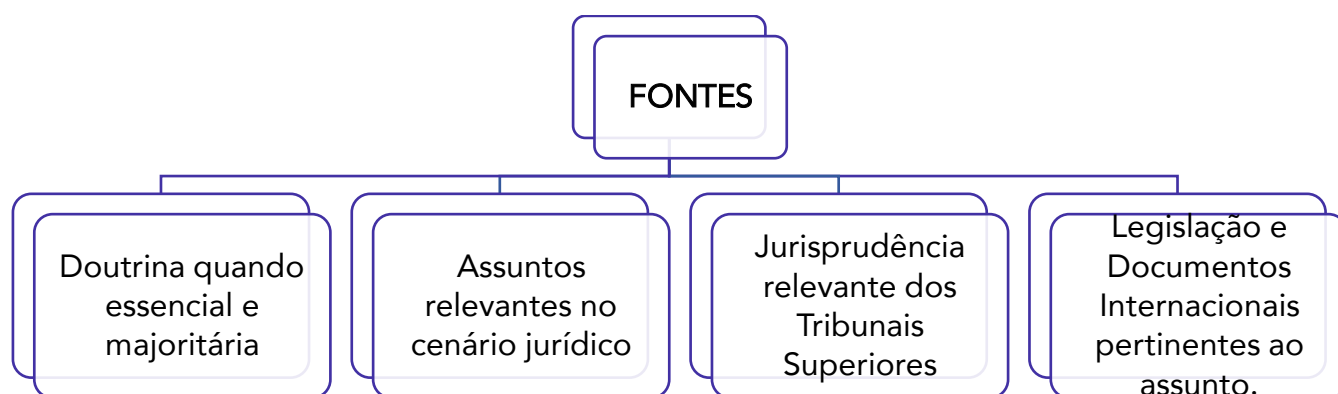 FONTES
Doutrina quando
essencial e
majoritária
Assuntos
relevantes no
cenário jurídico
Jurisprudência
relevante dos
Tribunais
Superiores
Legislação e
Documentos
Internacionais
pertinentes ao
assunto.